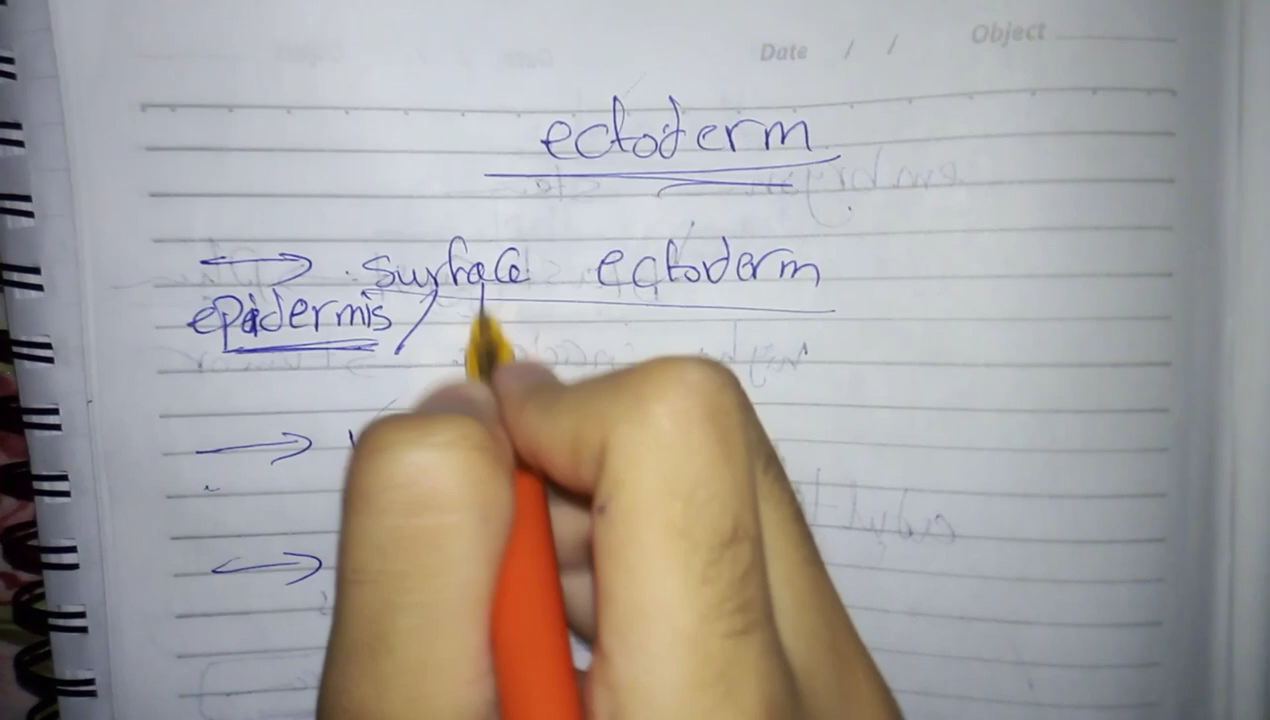 Date / / Object
ectoderm
→ surface ectoderm
epidermis /
→
→